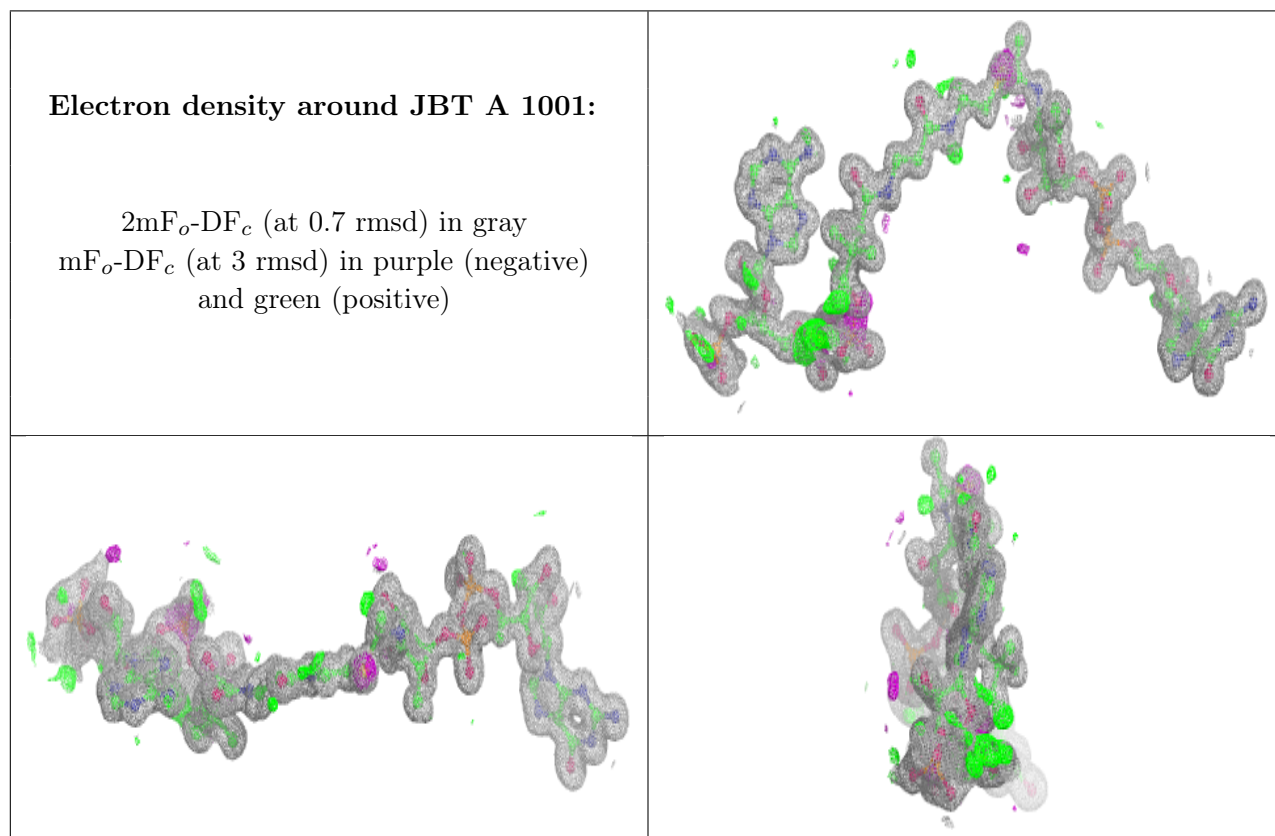 Electron density around JBT A 1001:
2mFo-DFc (at 0.7 rmsd) in gray
mFo-DFc (at 3 rmsd) in purple (negative)
and green (positive)